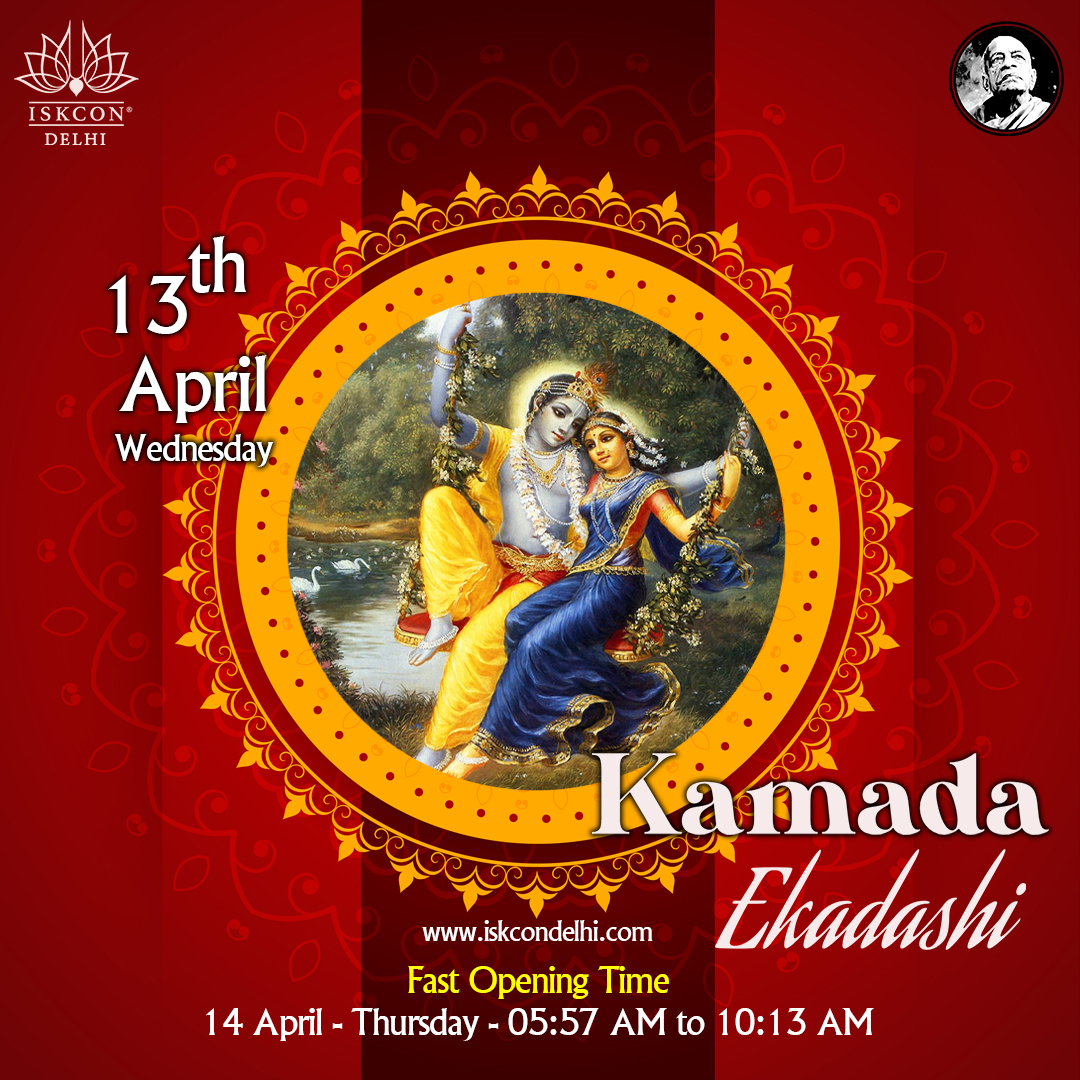 ISKCON®
DELHI
13th
April
Wednesday
Kamada
Ekadashi
www.iskcondelhi.com
Fast Opening Time
14 April - Thursday - 05:57 AM to 10:13 AM